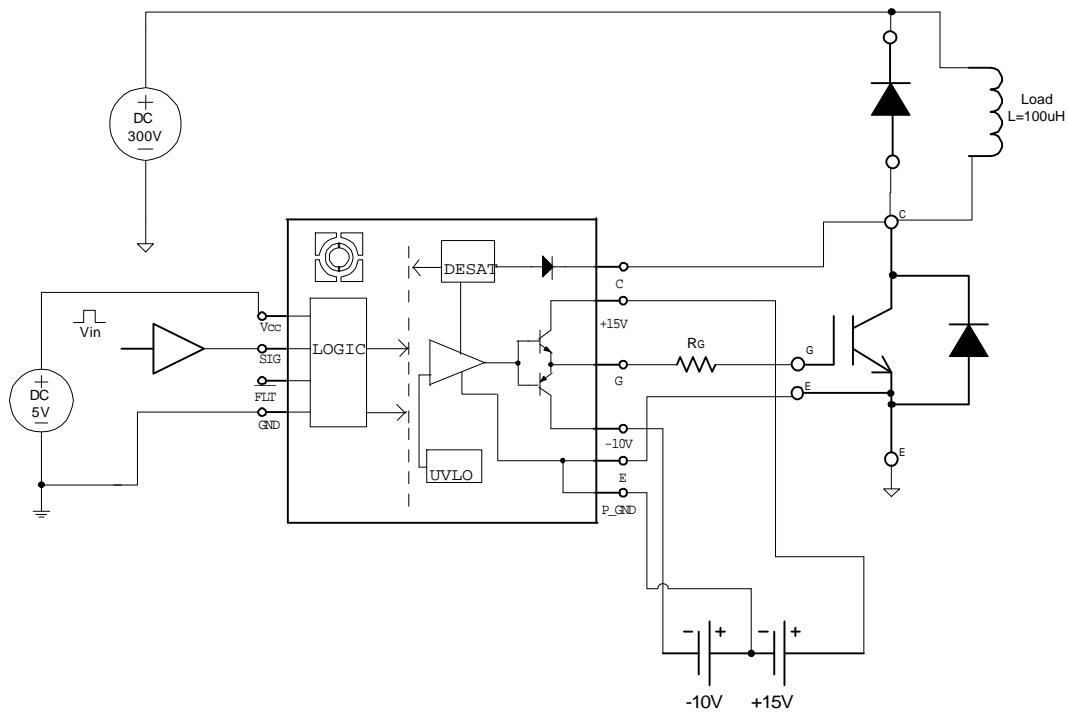 +
DC
300V
Load
L=100uH
C
DESAT
C
+15V
Vin
Vcc
SIG
FLT
GND
LOGIC
+
DC
5V
RG
G
G
E
-10V
E
E
UVLO
P_GND
- +
- +
-10V
+15V